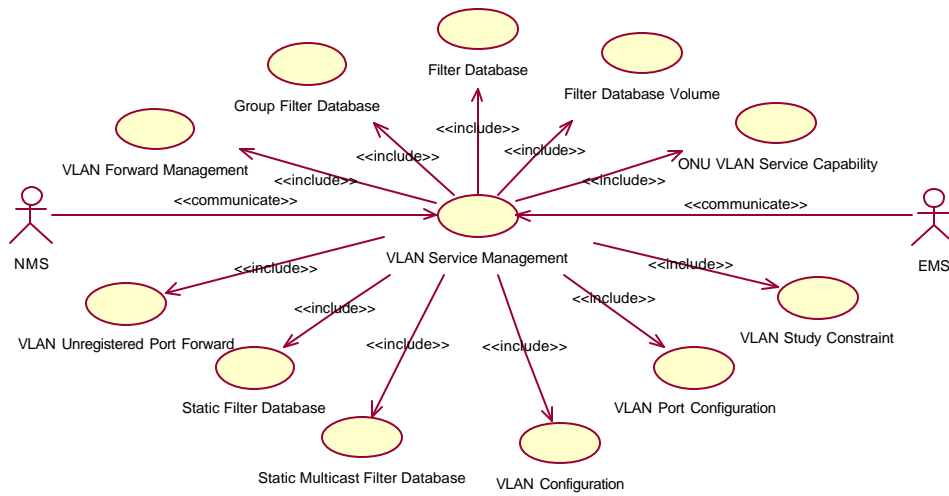 Filter Database
Group Filter Database
Filter Database Volume
<<include>>
<<include>>
<<include>>
VLAN Forward Management
ONU VLAN Service Capability
<<include>>
<<include>>
<<communicate>>
<<communicate>>
NMS
VLAN Service Management
EMS
<<include>>
<<include>>
<<include>>
<<include>>
VLAN Unregistered Port Forward
VLAN Study Constraint
<<include>>
<<include>>
Static Filter Database
VLAN Port Configuration
Static Multicast Filter Database
VLAN Configuration